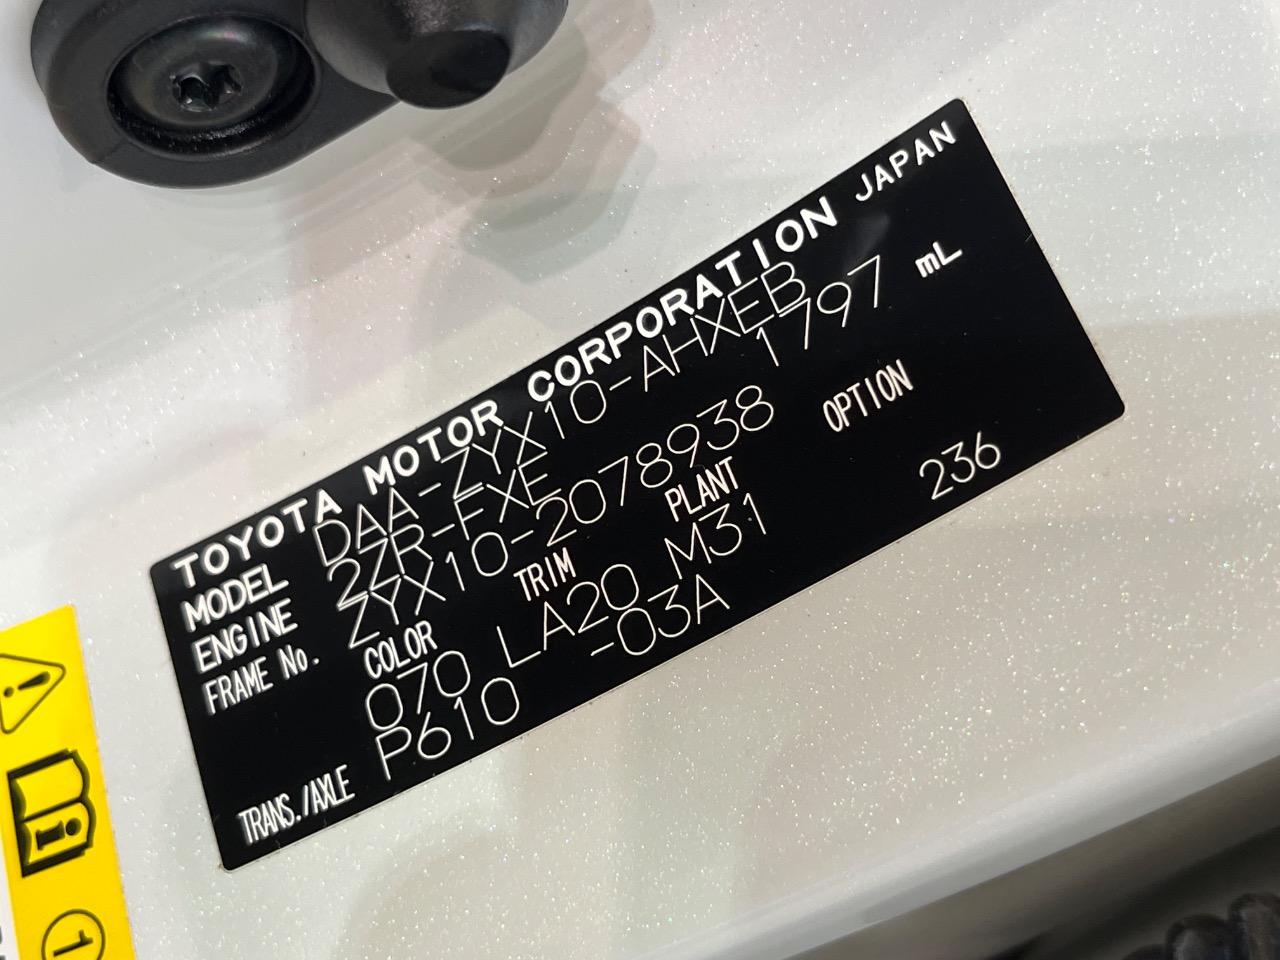 TOYOTA MOTOR CORPORATION JAPAN
MODEL DAA-ZYX10-AHXEB
ENGINE 2ZR-FXE 1797 mL
FRAME No. ZYX10-2078938
COLOR TRIM PLANT OPTION
070 LA20 M31 236
TRANS./AXLE P610 -03A
1